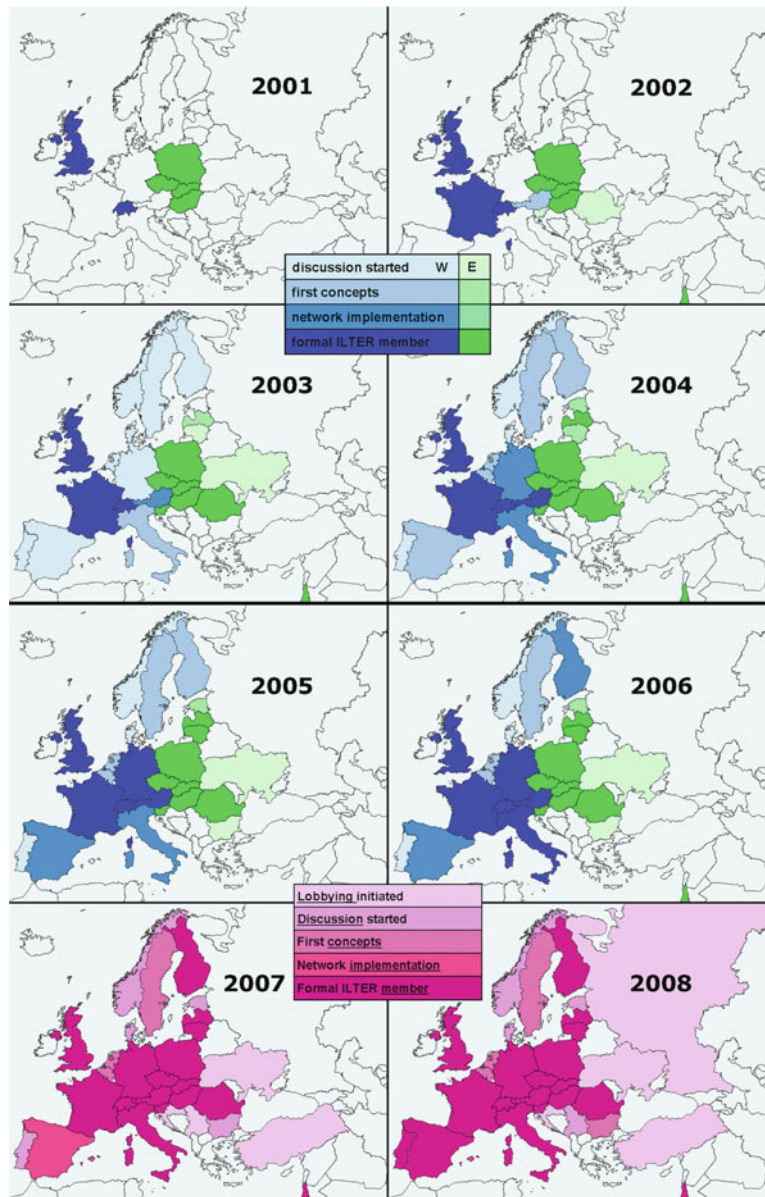 2001
2002
discussion started W E
first concepts
network implementation
formal ILTER member
2003
2004
2005
2006
Lobbying initiated
Discussion started
First concepts
Network implementation
Formal ILTER member
2007
2008